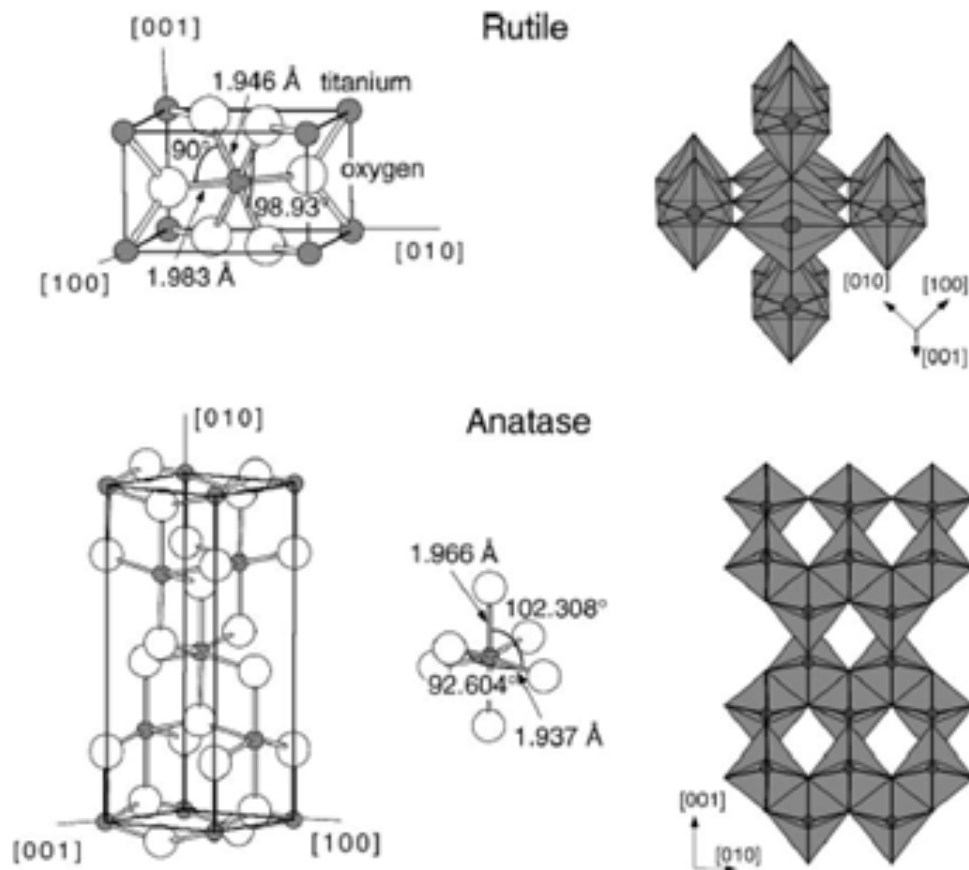 Rutile
[001]
1.946 Å
titanium
90°
oxygen
98.93°
[010]
[100]
1.983 Å
[010]
[100]
[001]
Anatase
[010]
1.966 Å
102.308°
92.604°
1.937 Å
[001]
[100]
[001]
[010]